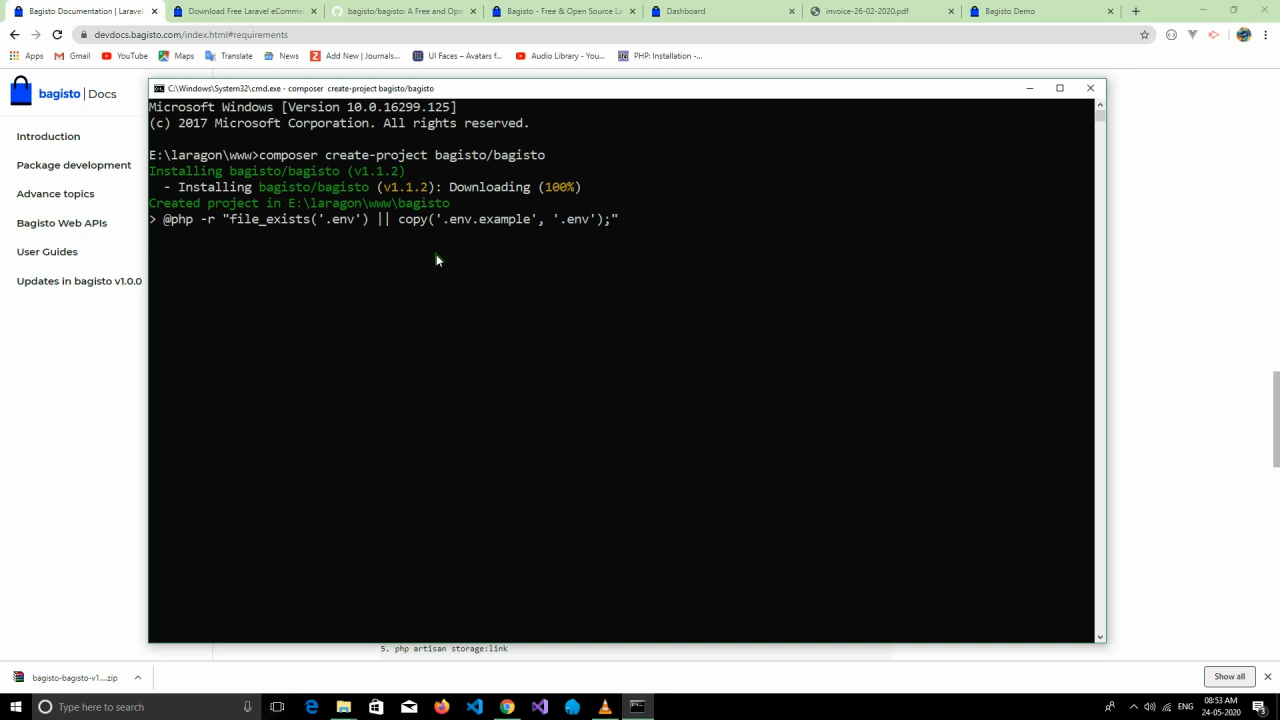 Bagisto Documentation | Laravel
Download Free Laravel eCommer
bagisto/bagisto: A Free and Ope
Bagisto - Free & Open Source L
Dashboard
invoice-26-02-2020.pdf
Bagisto Demo
devdocs.bagisto.com/index.html#requirements
Apps
Gmail
YouTube
Maps
Translate
News
Add New | Journals...
UI Faces – Avatars f...
Audio Library - You...
PHP: Installation -...
bagisto | Docs
Introduction
Package development
Advance topics
Bagisto Web APIs
User Guides
Updates in bagisto v1.0.0
C:\Windows\System32\cmd.exe - composer create-project bagisto/bagisto
Microsoft Windows [Version 10.0.16299.125]
(c) 2017 Microsoft Corporation. All rights reserved.
E:\laragon\www>composer create-project bagisto/bagisto
Installing bagisto/bagisto (v1.1.2)
- Installing bagisto/bagisto (v1.1.2): Downloading (100%)
Created project in E:\laragon\www\bagisto
> @php -r "file_exists('.env') || copy('.env.example', '.env');"
5. php artisan storage:link
bagisto-bagisto-v1....zip
Show all
Type here to search
ENG
08:53 AM
24-05-2020
3